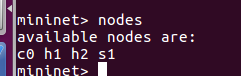 mininet> nodes
available nodes are:
c0 h1 h2 s1
mininet>